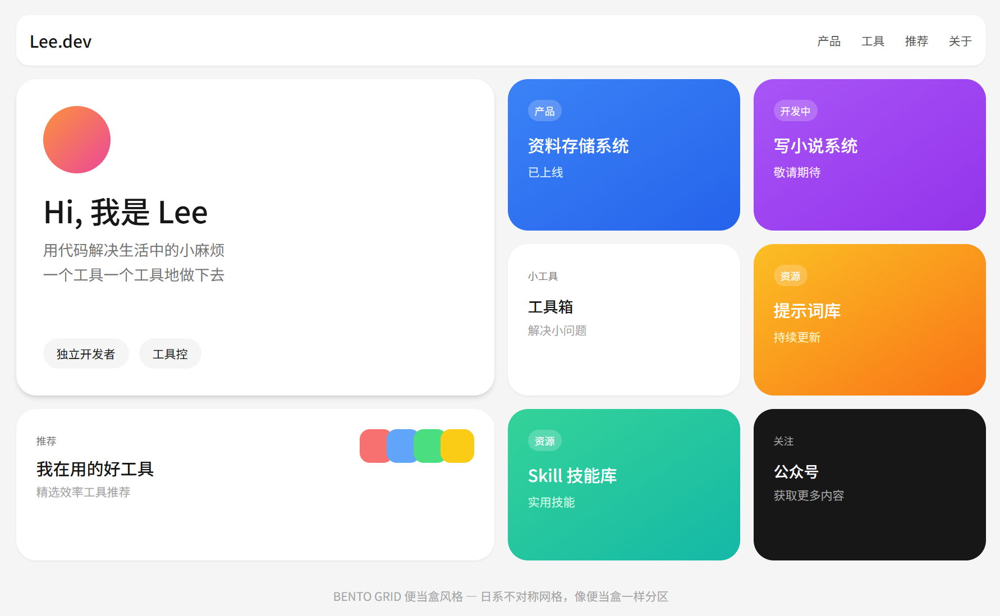 Lee.dev
产品
工具
推荐
关于
Hi, 我是 Lee
用代码解决生活中的小麻烦
一个工具一个工具地做下去
独立开发者
工具控
产品
资料存储系统
已上线
开发中
写小说系统
敬请期待
小工具
工具箱
解决小问题
资源
提示词库
持续更新
推荐
我在用的好工具
精选效率工具推荐
资源
Skill 技能库
实用技能
关注
公众号
获取更多内容
BENTO GRID 便当盒风格 — 日系不对称网格，像便当盒一样分区